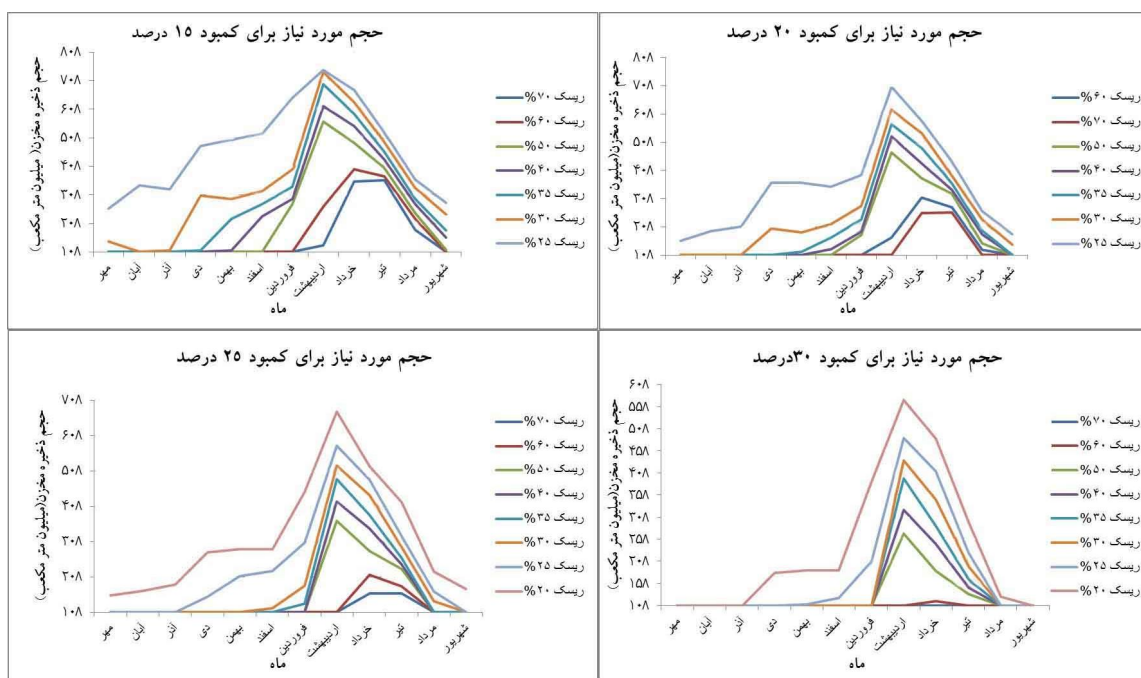 حجم مورد نیاز برای کمبود ۱۵ درصد
حجم ذخیره مخزن( میلیون متر مکعب)
۸۰۸
۷۰۸
۶۰۸
۵۰۸
۴۰۸
۳۰۸
۲۰۸
۱۰۸
مهر
آبان
آذر
دی
بهمن
اسفند
فروردین
اردیبهشت
خرداد
تیر
مرداد
شهریور
ماه
ریسک ۷۰%
ریسک ۶۰%
ریسک ۵۰%
ریسک ۴۰%
ریسک ۳۵%
ریسک ۳۰%
ریسک ۲۵%
حجم مورد نیاز برای کمبود ۲۰ درصد
حجم ذخیره مخزن(میلیون متر مکعب)
۸۰۸
۷۰۸
۶۰۸
۵۰۸
۴۰۸
۳۰۸
۲۰۸
۱۰۸
مهر
آبان
آذر
دی
بهمن
اسفند
فروردین
اردیبهشت
خرداد
تیر
مرداد
شهریور
ماه
ریسک ۶۰%
ریسک ۷۰%
ریسک ۵۰%
ریسک ۴۰%
ریسک ۳۵%
ریسک ۳۰%
ریسک ۲۵%
حجم مورد نیاز برای کمبود ۲۵ درصد
حجم ذخیره مخزن(میلیون متر مکعب)
۷۰۸
۶۰۸
۵۰۸
۴۰۸
۳۰۸
۲۰۸
۱۰۸
مهر
آبان
آذر
دی
بهمن
اسفند
فروردین
اردیبهشت
خرداد
تیر
مرداد
شهریور
ماه
ریسک ۷۰%
ریسک ۶۰%
ریسک ۵۰%
ریسک ۴۰%
ریسک ۳۵%
ریسک ۳۰%
ریسک ۲۵%
ریسک ۲۰%
حجم مورد نیاز برای کمبود ۳۰درصد
حجم ذخیره مخزن(میلیون متر مکعب)
۶۰۸
۵۵۸
۵۰۸
۴۵۸
۴۰۸
۳۵۸
۳۰۸
۲۵۸
۲۰۸
۱۵۸
۱۰۸
مهر
آبان
آذر
دی
بهمن
اسفند
فروردین
اردیبهشت
خرداد
تیر
مرداد
شهریور
ماه
ریسک ۷۰%
ریسک ۶۰%
ریسک ۵۰%
ریسک ۴۰%
ریسک ۳۵%
ریسک ۳۰%
ریسک ۲۵%
ریسک ۲۰%